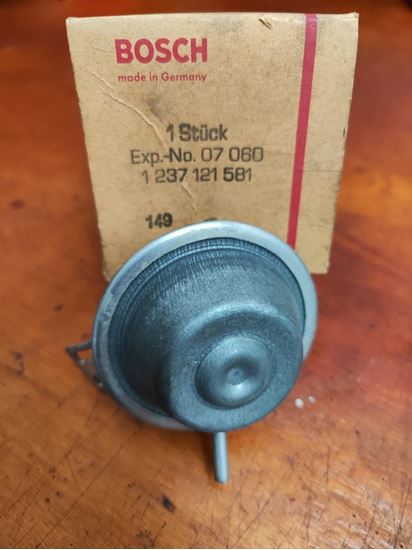 BOSCH
made in Germany
1 Stück
Exp.-No. 07 060
1 237 121 581
149